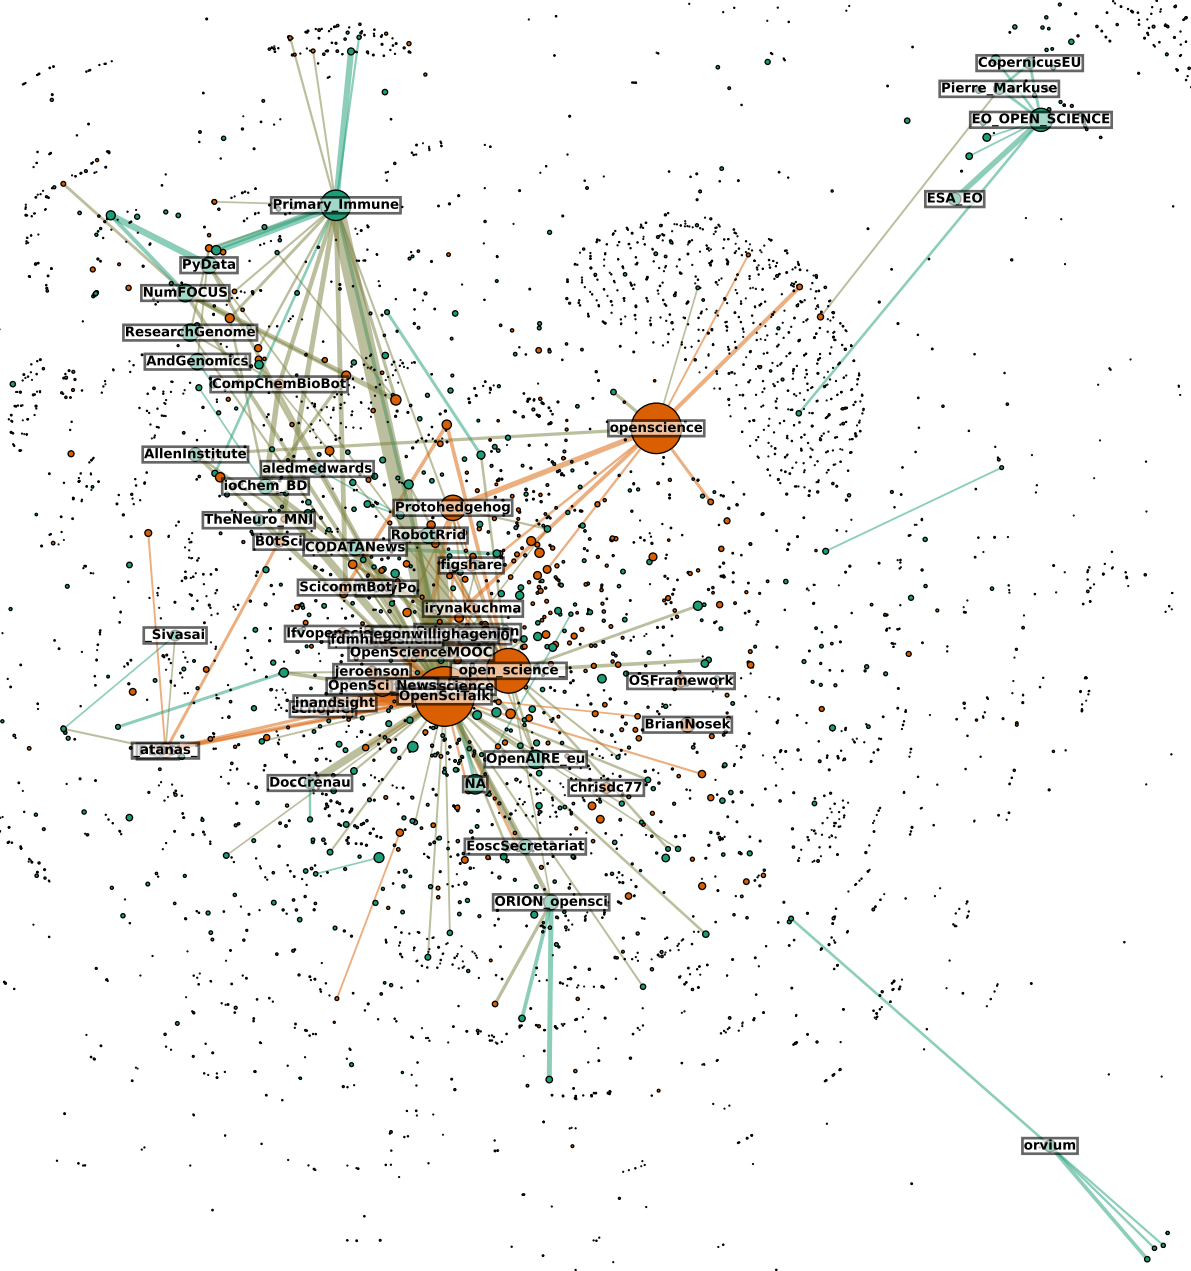 CopernicusEU
Pierre_Markuse
EO_OPEN_SCIENCE
ESA_EO
Primary_Immune
PyData
NumFOCUS
ResearchGenome
AndGenomics
CompChemBioBot
openscience
AllenInstitute
aledmedwards
ioChem_BD
Protohedgehog
TheNeuro_MNI
RobotRrid
B0tSci
CODATANews
figshare
ScicommBot
irynakuchma
_Sivasai
egonwillighagen
OpenScienceMOOC
jeroenson
open_science
OSFramework
OpenSci
OpenSciTalk
inandsight
BrianNosek
_atanas_
OpenAIRE_eu
DocCrenau
NA
chrisdc77
EoscSecretariat
ORION_opensci
orvium